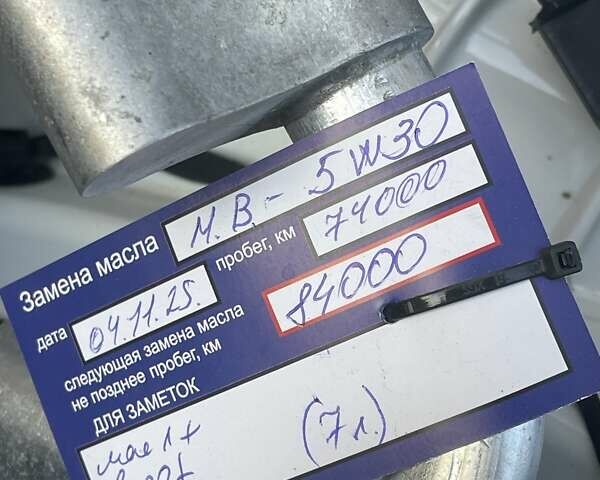 Замена масла М.В - 5W30
дата 04.11.25. пробег, км 74000
следующая замена масла
не позднее пробег, км 84000
ДЛЯ ЗАМЕТОК
(7л.)